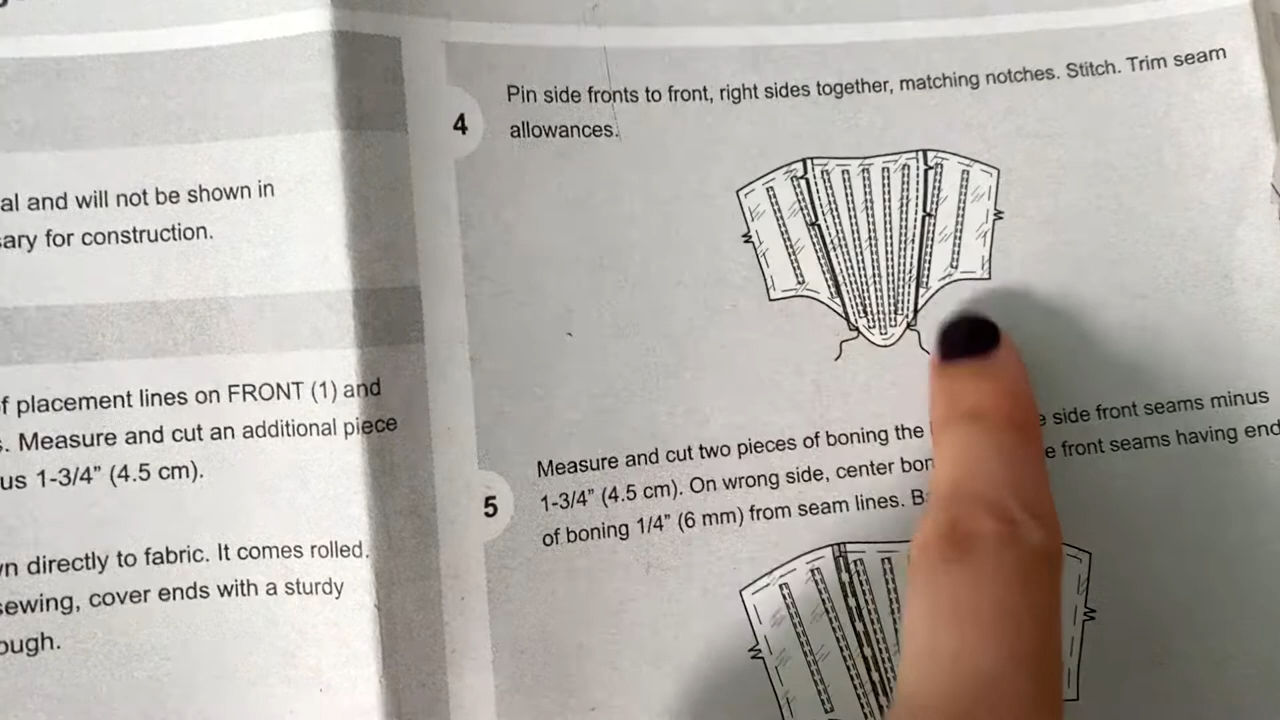 al and will not be shown in
sary for construction.
f placement lines on FRONT (1) and
s. Measure and cut an additional piece
us 1-3/4” (4.5 cm).
n directly to fabric. It comes rolled.
sewing, cover ends with a sturdy
ough.
4
Pin side fronts to front, right sides together, matching notches. Stitch. Trim seam
allowances.
5
Measure and cut two pieces of boning the side front seams minus
1-3/4” (4.5 cm). On wrong side, center front seams having end
of boning 1/4” (6 mm) from seam lines.